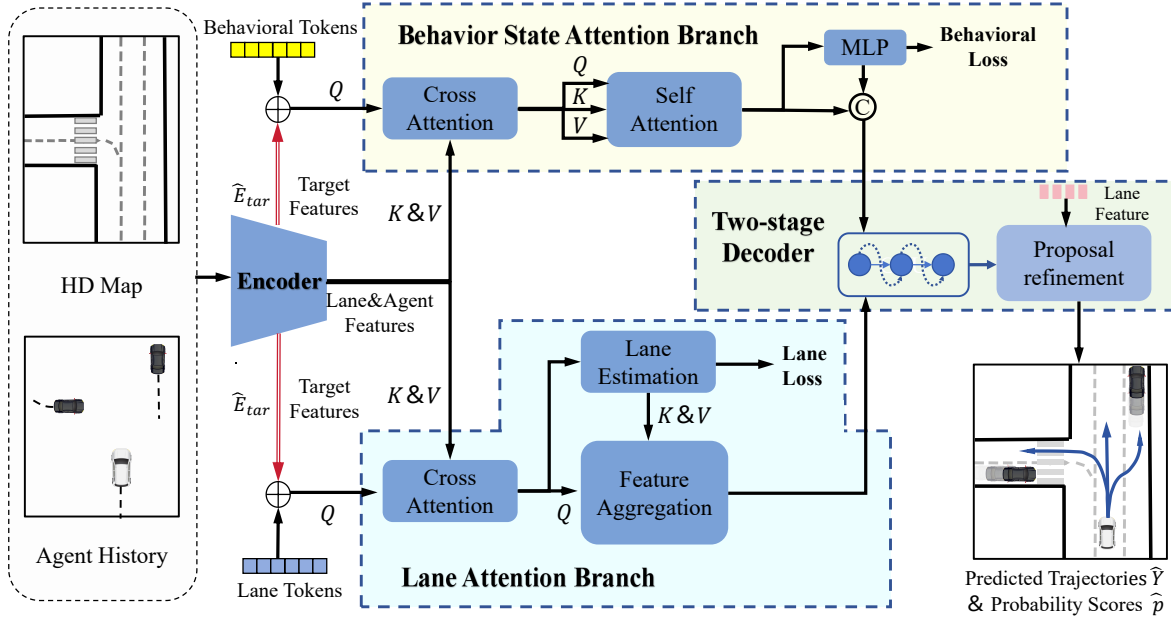 HD Map
Agent History
Behavioral Tokens
Q
Ê_tar
Target
Features
Encoder
Lane&Agent
Features
K&V
K&V
Ê_tar
Target
Features
Q
Lane Tokens
Behavior State Attention Branch
Cross
Attention
Q
K
V
Self
Attention
MLP
Behavioral
Loss
C
Two-stage
Decoder
Lane
Feature
Proposal
refinement
Lane
Estimation
Lane
Loss
K&V
Cross
Attention
Q
Feature
Aggregation
Lane Attention Branch
Predicted Trajectories Ŷ
& Probability Scores p̂